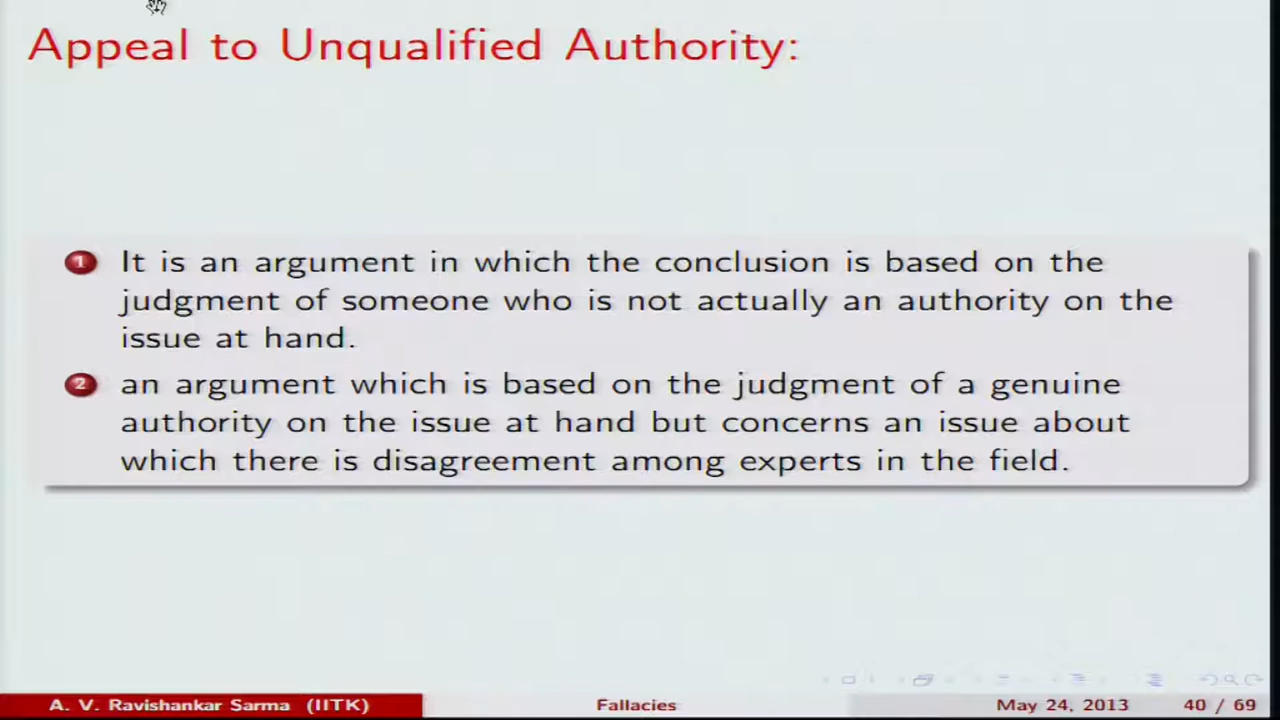 Appeal to Unqualified Authority:
1 It is an argument in which the conclusion is based on the
judgment of someone who is not actually an authority on the
issue at hand.
2 an argument which is based on the judgment of a genuine
authority on the issue at hand but concerns an issue about
which there is disagreement among experts in the field.
A. V. Ravishankar Sarma (IITK) Fallacies May 24, 2013 40 / 69